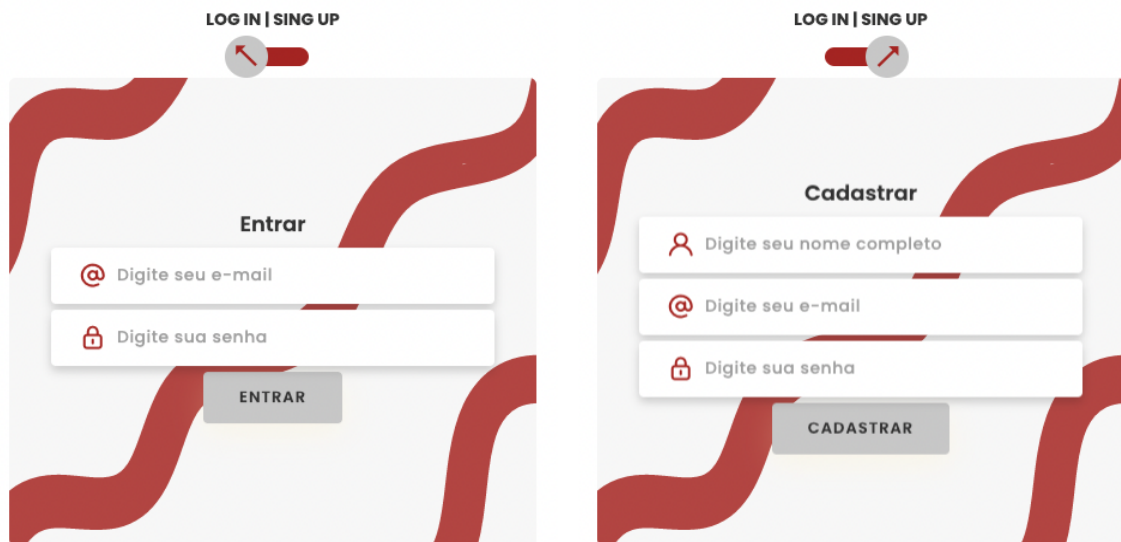 LOG IN | SING UP
Entrar
Digite seu e-mail
Digite sua senha
ENTRAR
LOG IN | SING UP
Cadastrar
Digite seu nome completo
Digite seu e-mail
Digite sua senha
CADASTRAR